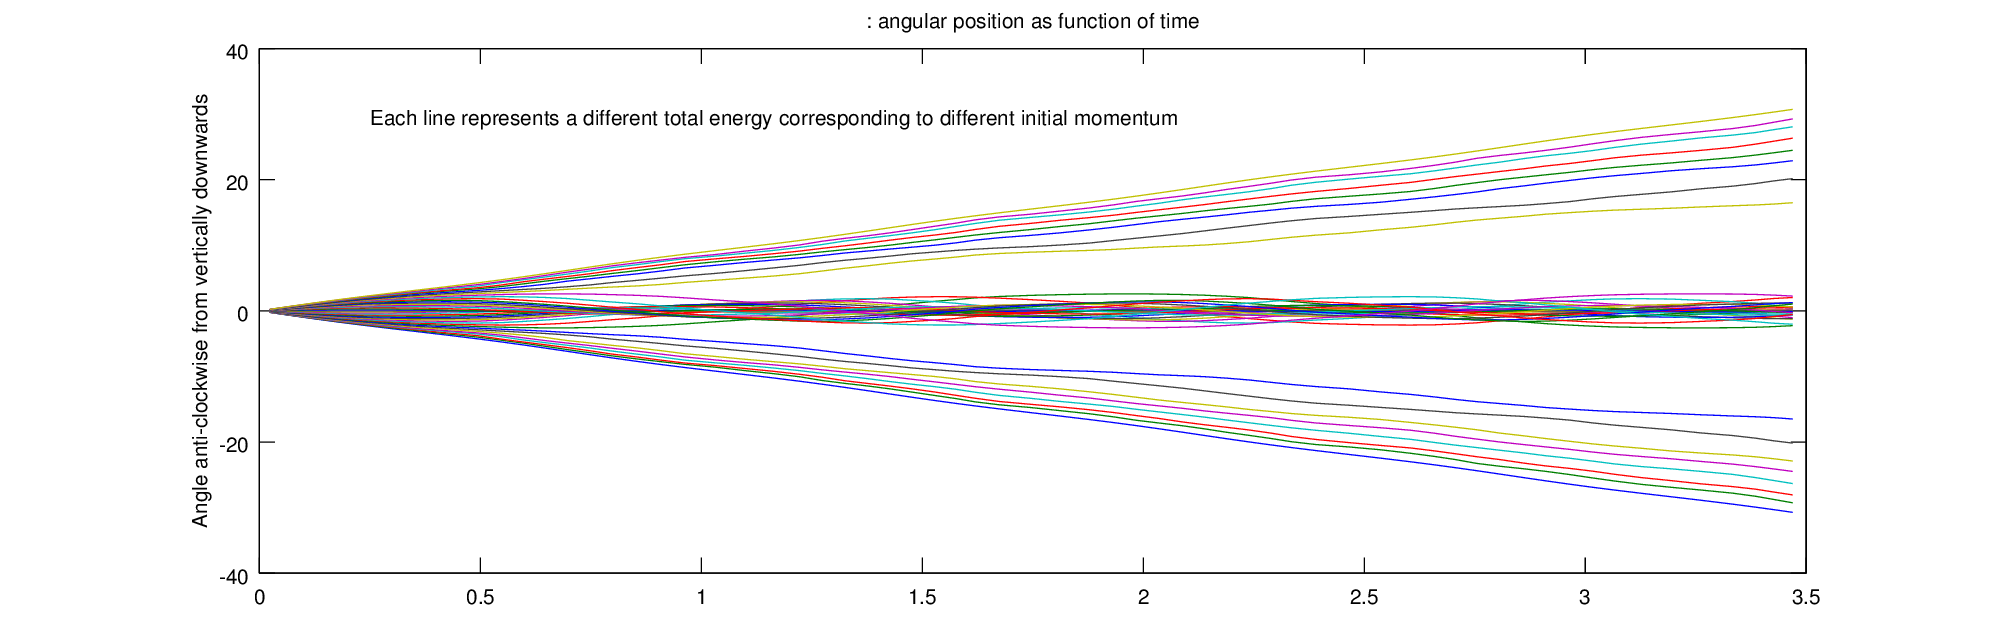 : angular position as function of time
Each line represents a different total energy corresponding to different initial momentum
Angle anti-clockwise from vertically downwards
40
20
0
-20
-40
0 0.5 1 1.5 2 2.5 3 3.5